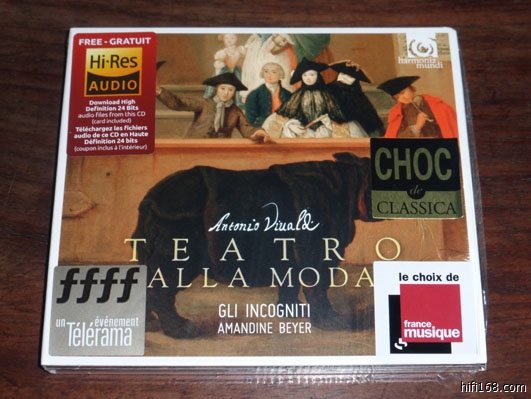 FREE - GRATUIT
Hi-Res
AUDIO
Download High
Definition 24 Bits
audio files from this CD
(card included)
Téléchargez les fichiers
audio de ce CD en Haute
Définition 24 bits
(coupon inclus à l'intérieur)
harmonia
mundi
CHOC
de
CLASSICA
Antonio Vivaldi
TEATRO
ALLA MODA
GLI INCOGNITI
AMANDINE BEYER
ffff
un événement
Télérama
le choix de
france
musique
hifi168.com